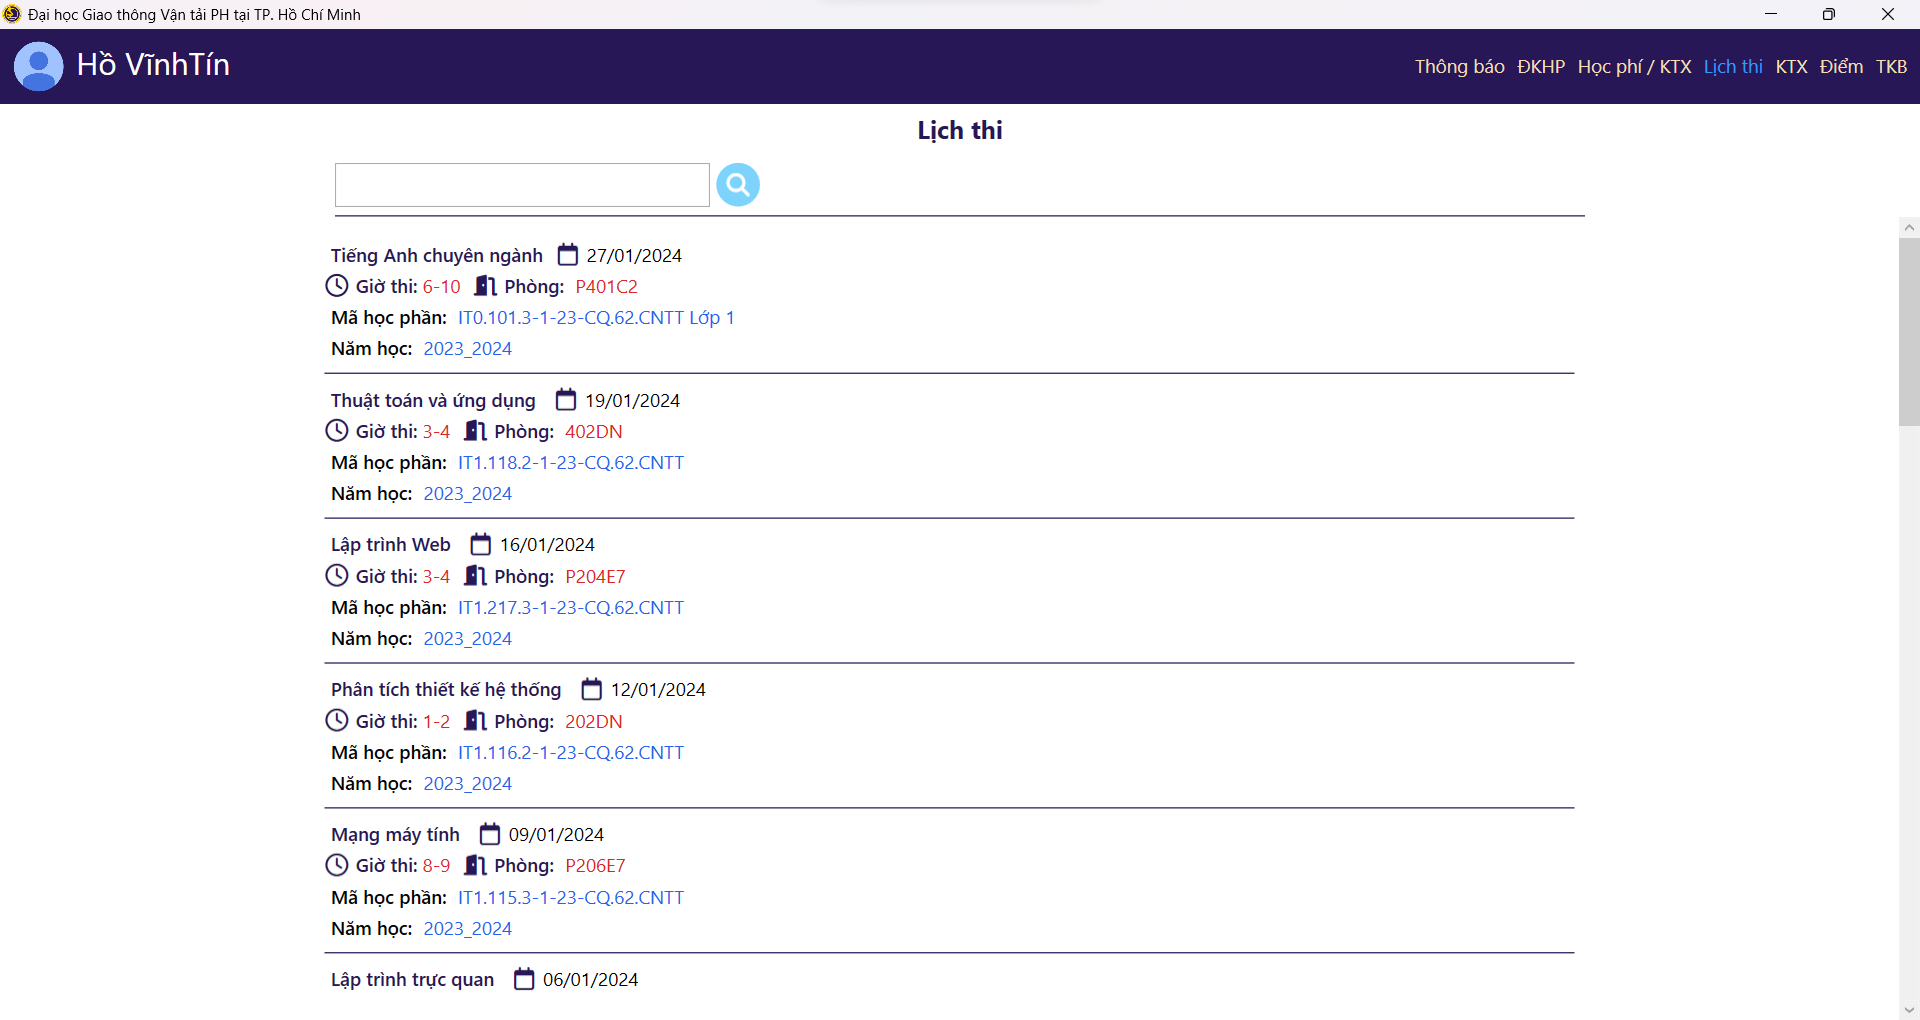 Đại học Giao thông Vận tải PH tại TP. Hồ Chí Minh
Hồ VĩnhTín
Thông báo ĐKHP Học phí / KTX Lịch thi KTX Điểm TKB
Lịch thi
Tiếng Anh chuyên ngành 27/01/2024
Giờ thi: 6-10 Phòng: P401C2
Mã học phần: IT0.101.3-1-23-CQ.62.CNTT Lớp 1
Năm học: 2023_2024
Thuật toán và ứng dụng 19/01/2024
Giờ thi: 3-4 Phòng: 402DN
Mã học phần: IT1.118.2-1-23-CQ.62.CNTT
Năm học: 2023_2024
Lập trình Web 16/01/2024
Giờ thi: 3-4 Phòng: P204E7
Mã học phần: IT1.217.3-1-23-CQ.62.CNTT
Năm học: 2023_2024
Phân tích thiết kế hệ thống 12/01/2024
Giờ thi: 1-2 Phòng: 202DN
Mã học phần: IT1.116.2-1-23-CQ.62.CNTT
Năm học: 2023_2024
Mạng máy tính 09/01/2024
Giờ thi: 8-9 Phòng: P206E7
Mã học phần: IT1.115.3-1-23-CQ.62.CNTT
Năm học: 2023_2024
Lập trình trực quan 06/01/2024